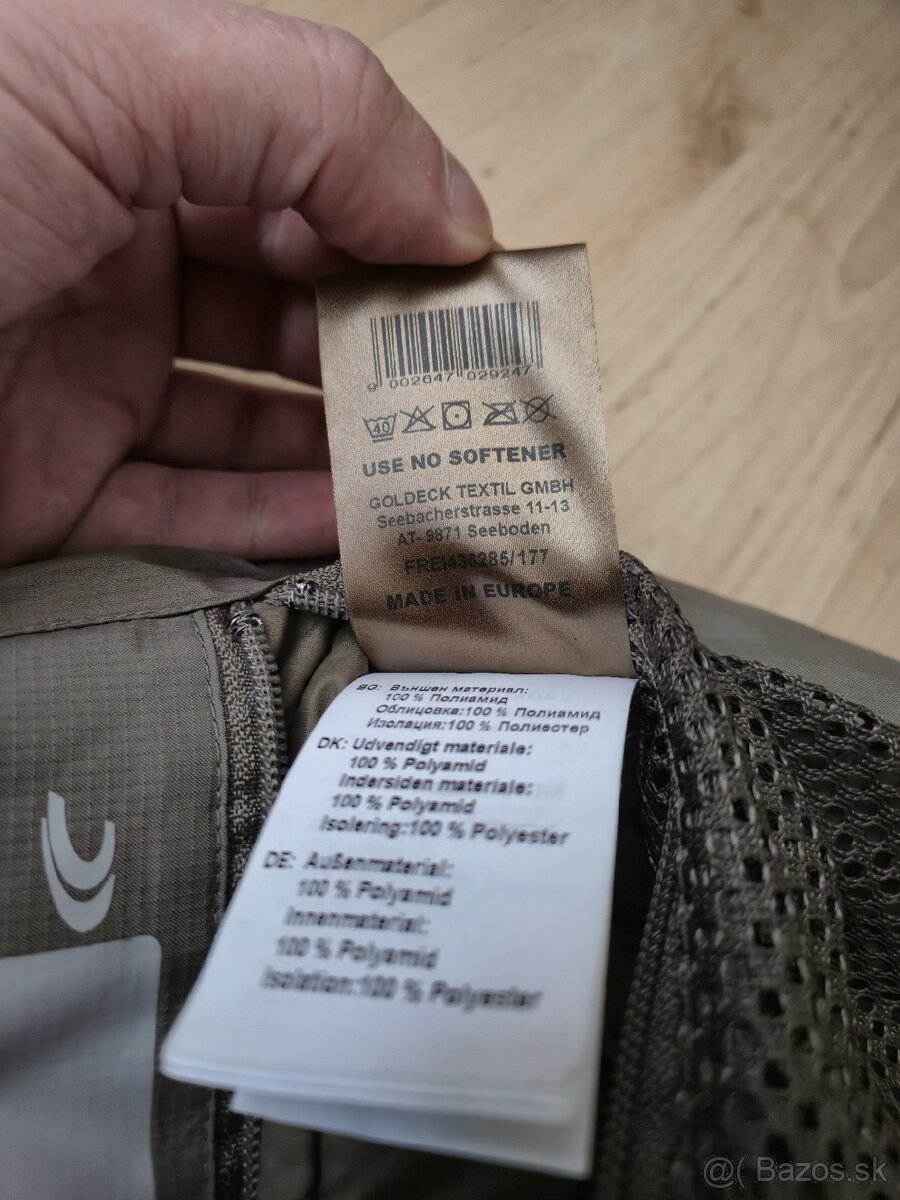 9 002647 029247
40
USE NO SOFTENER
GOLDECK TEXTIL GMBH
Seebacherstrasse 11-13
AT- 9871 Seeboden
FREI436285/177
MADE IN EUROPE
BG: Външен материал:
100 % Полиамид
Облицовка:100 % Полиамид
Изолация:100 % Полиестер
DK: Udvendigt materiale:
100 % Polyamid
Indersiden materiale:
100 % Polyamid
Isolering:100 % Polyester
DE: Außenmaterial:
100 % Polyamid
Innenmaterial:
100 % Polyamid
Isolation:100 % Polyester
@( Bazos.sk